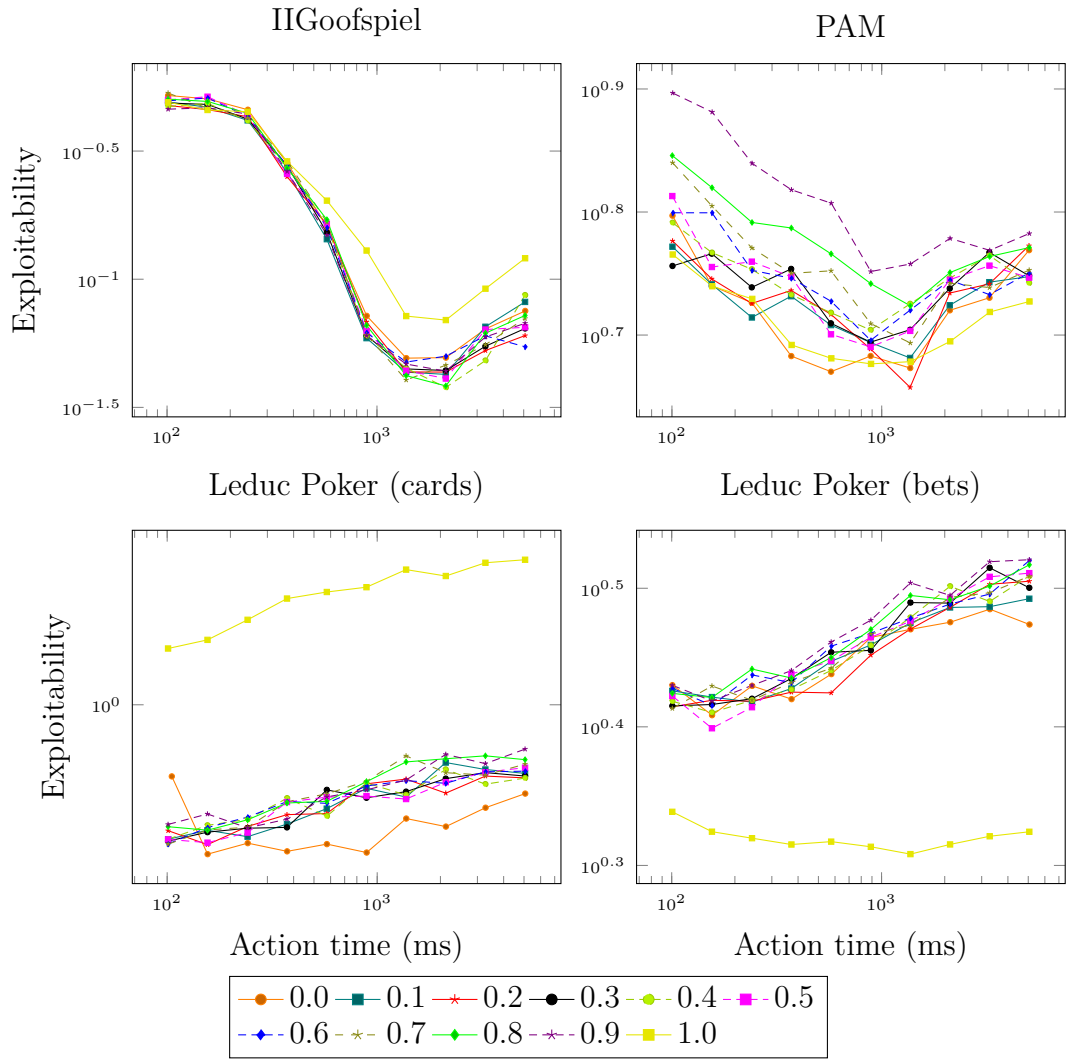 IIGoofspiel
PAM
Exploitability
10^−0.5
10^−1
10^−1.5
10^2
10^3
10^0.9
10^0.8
10^0.7
10^2
10^3
Leduc Poker (cards)
Leduc Poker (bets)
Exploitability
10^0
10^2
10^3
10^0.5
10^0.4
10^0.3
10^2
10^3
Action time (ms)
Action time (ms)
0.0 0.1 0.2 0.3 0.4 0.5
0.6 0.7 0.8 0.9 1.0